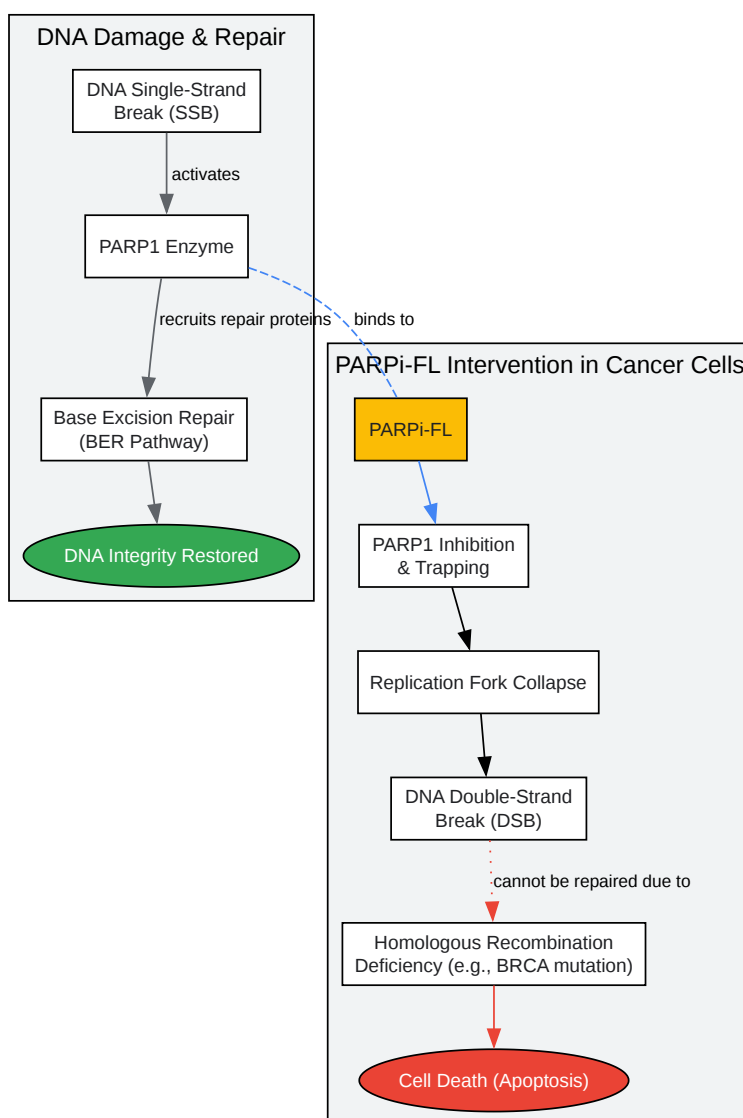 DNA Damage & Repair
DNA Single-Strand
Break (SSB)
activates
PARP1 Enzyme
recruits repair proteins
binds to
Base Excision Repair
(BER Pathway)
DNA Integrity Restored
PARPi-FL Intervention in Cancer Cells
PARPi-FL
PARP1 Inhibition
& Trapping
Replication Fork Collapse
DNA Double-Strand
Break (DSB)
cannot be repaired due to
Homologous Recombination
Deficiency (e.g., BRCA mutation)
Cell Death (Apoptosis)